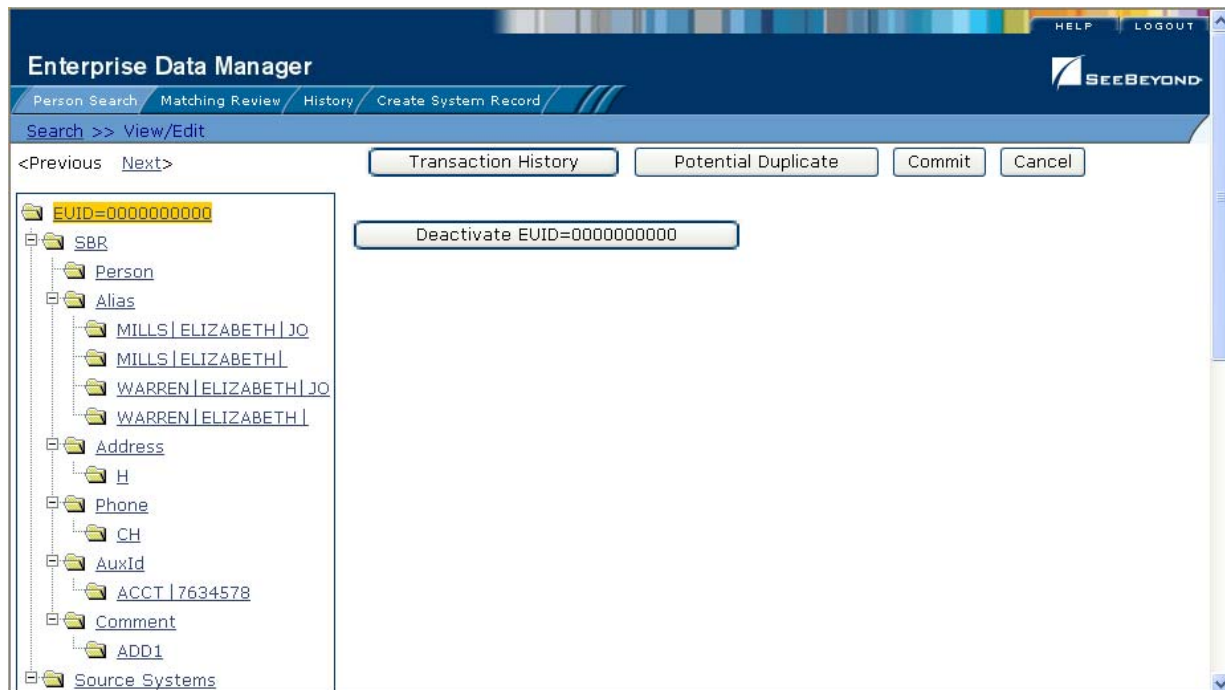 HELP LOGOUT
Enterprise Data Manager
SEEBEYOND
Person Search Matching Review History Create System Record
Search >> View/Edit
<Previous Next> Transaction History Potential Duplicate Commit Cancel
EUID=0000000000
Deactivate EUID=0000000000
SBR
Person
Alias
MILLS|ELIZABETH|JO
MILLS|ELIZABETH|
WARREN|ELIZABETH|JO
WARREN|ELIZABETH|
Address
H
Phone
CH
AuxId
ACCT|7634578
Comment
ADD1
Source Systems